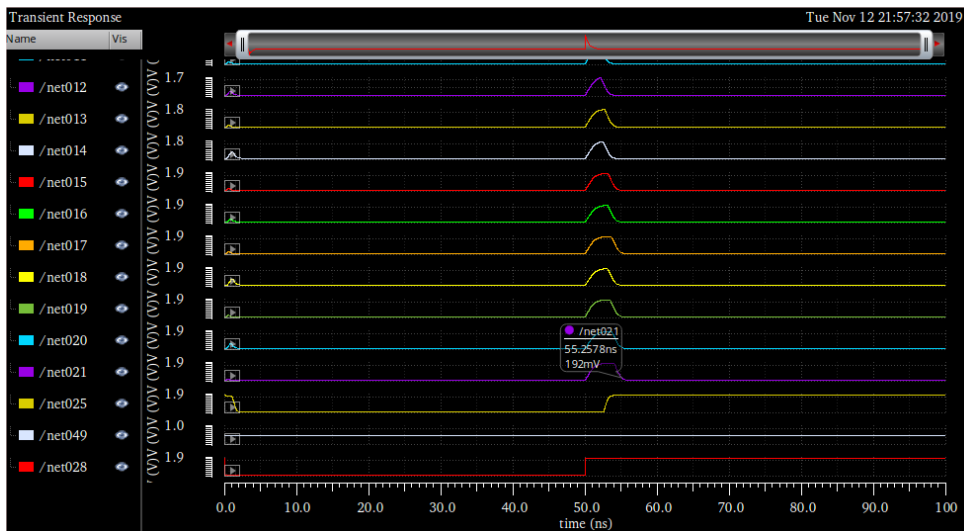 Transient Response
Tue Nov 12 21:57:32 2019
Name Vis
/net012 1.7
/net013 1.8
/net014 1.8
/net015 1.9
/net016 1.9
/net017 1.9
/net018 1.9
/net019 1.9
/net020 1.9
/net021
55.2578ns
192mV
/net021 1.9
/net025 1.9
/net049 1.0
/net028 1.9
0.0 10.0 20.0 30.0 40.0 50.0 60.0 70.0 80.0 90.0 100
time (ns)